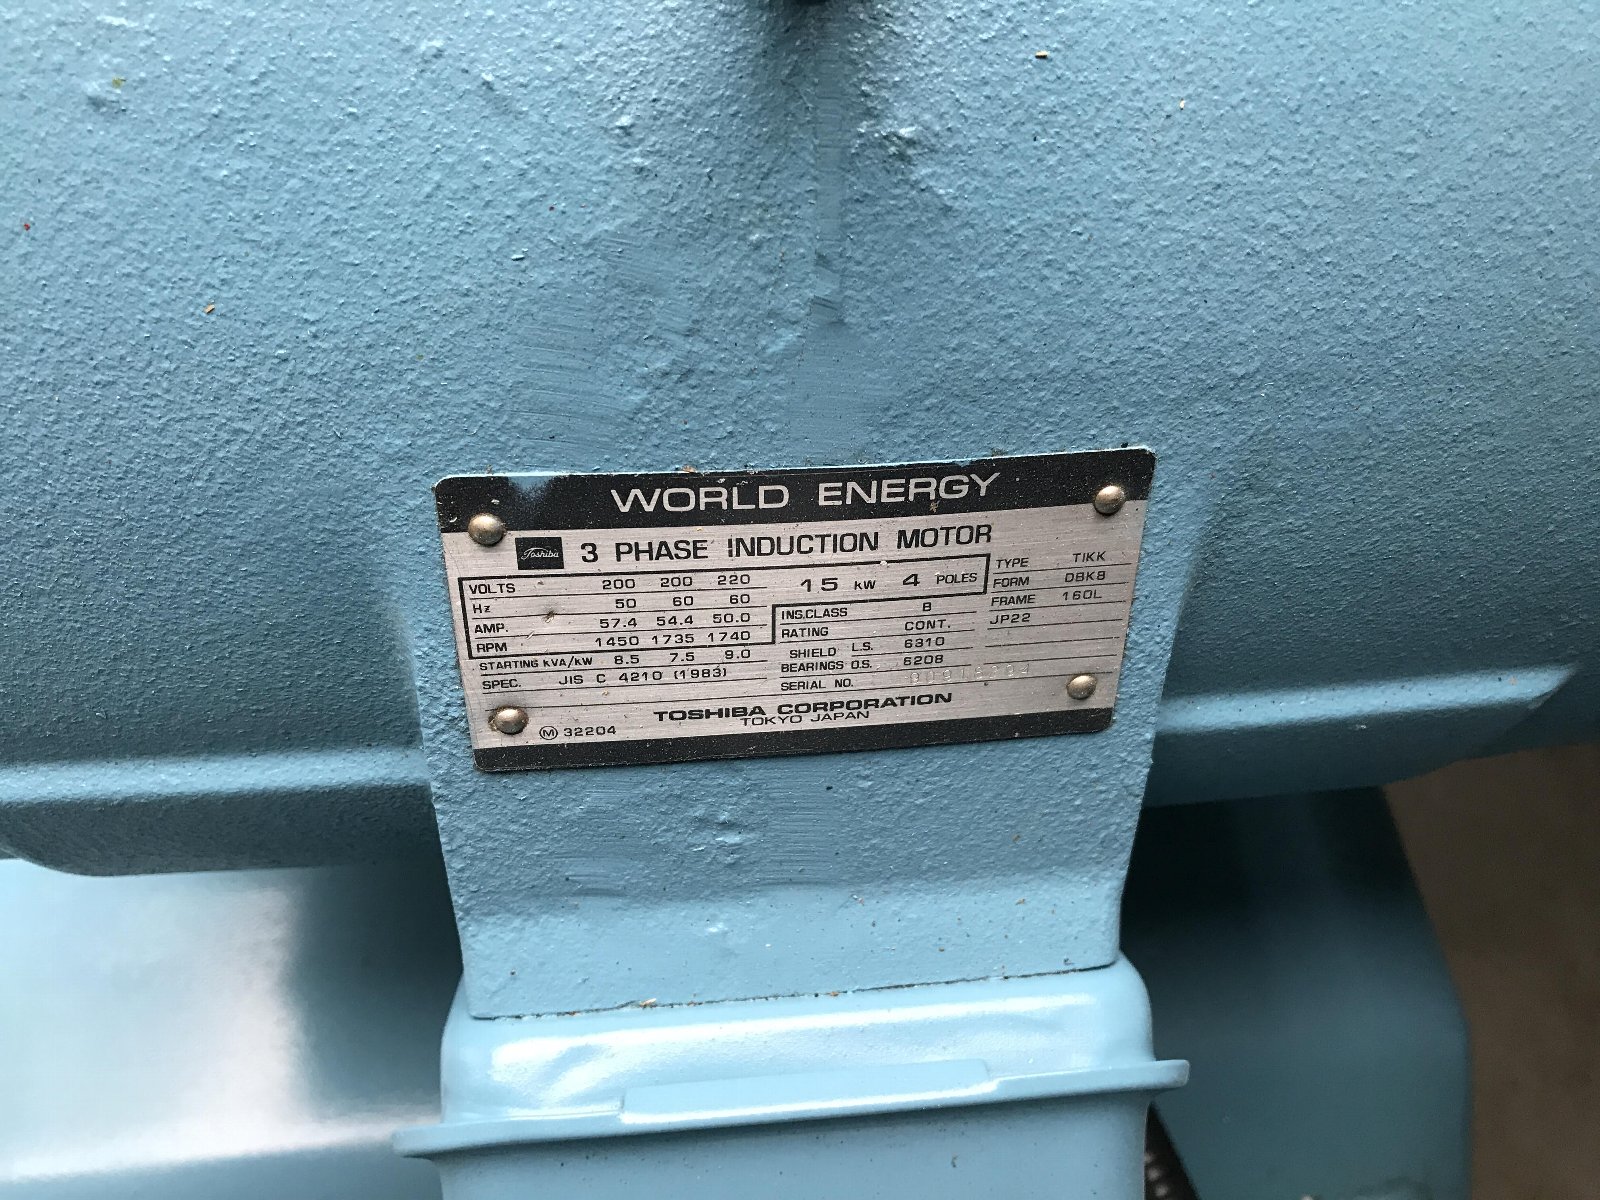 WORLD ENERGY
Toshiba 3 PHASE INDUCTION MOTOR
VOLTS 200 200 220
Hz 50 60 60
AMP. 57.4 54.4 50.0
RPM 1450 1735 1740
STARTING kVA/kW 8.5 7.5 9.0
SPEC. JIS C 4210 (1983)
15 kW 4 POLES
INS.CLASS B
RATING CONT.
SHIELD L.S. 6310
BEARINGS O.S. 6208
SERIAL NO.
TYPE TIKK
FORM DBK8
FRAME 160L
JP22
TOSHIBA CORPORATION
TOKYO JAPAN
Ⓜ 32204